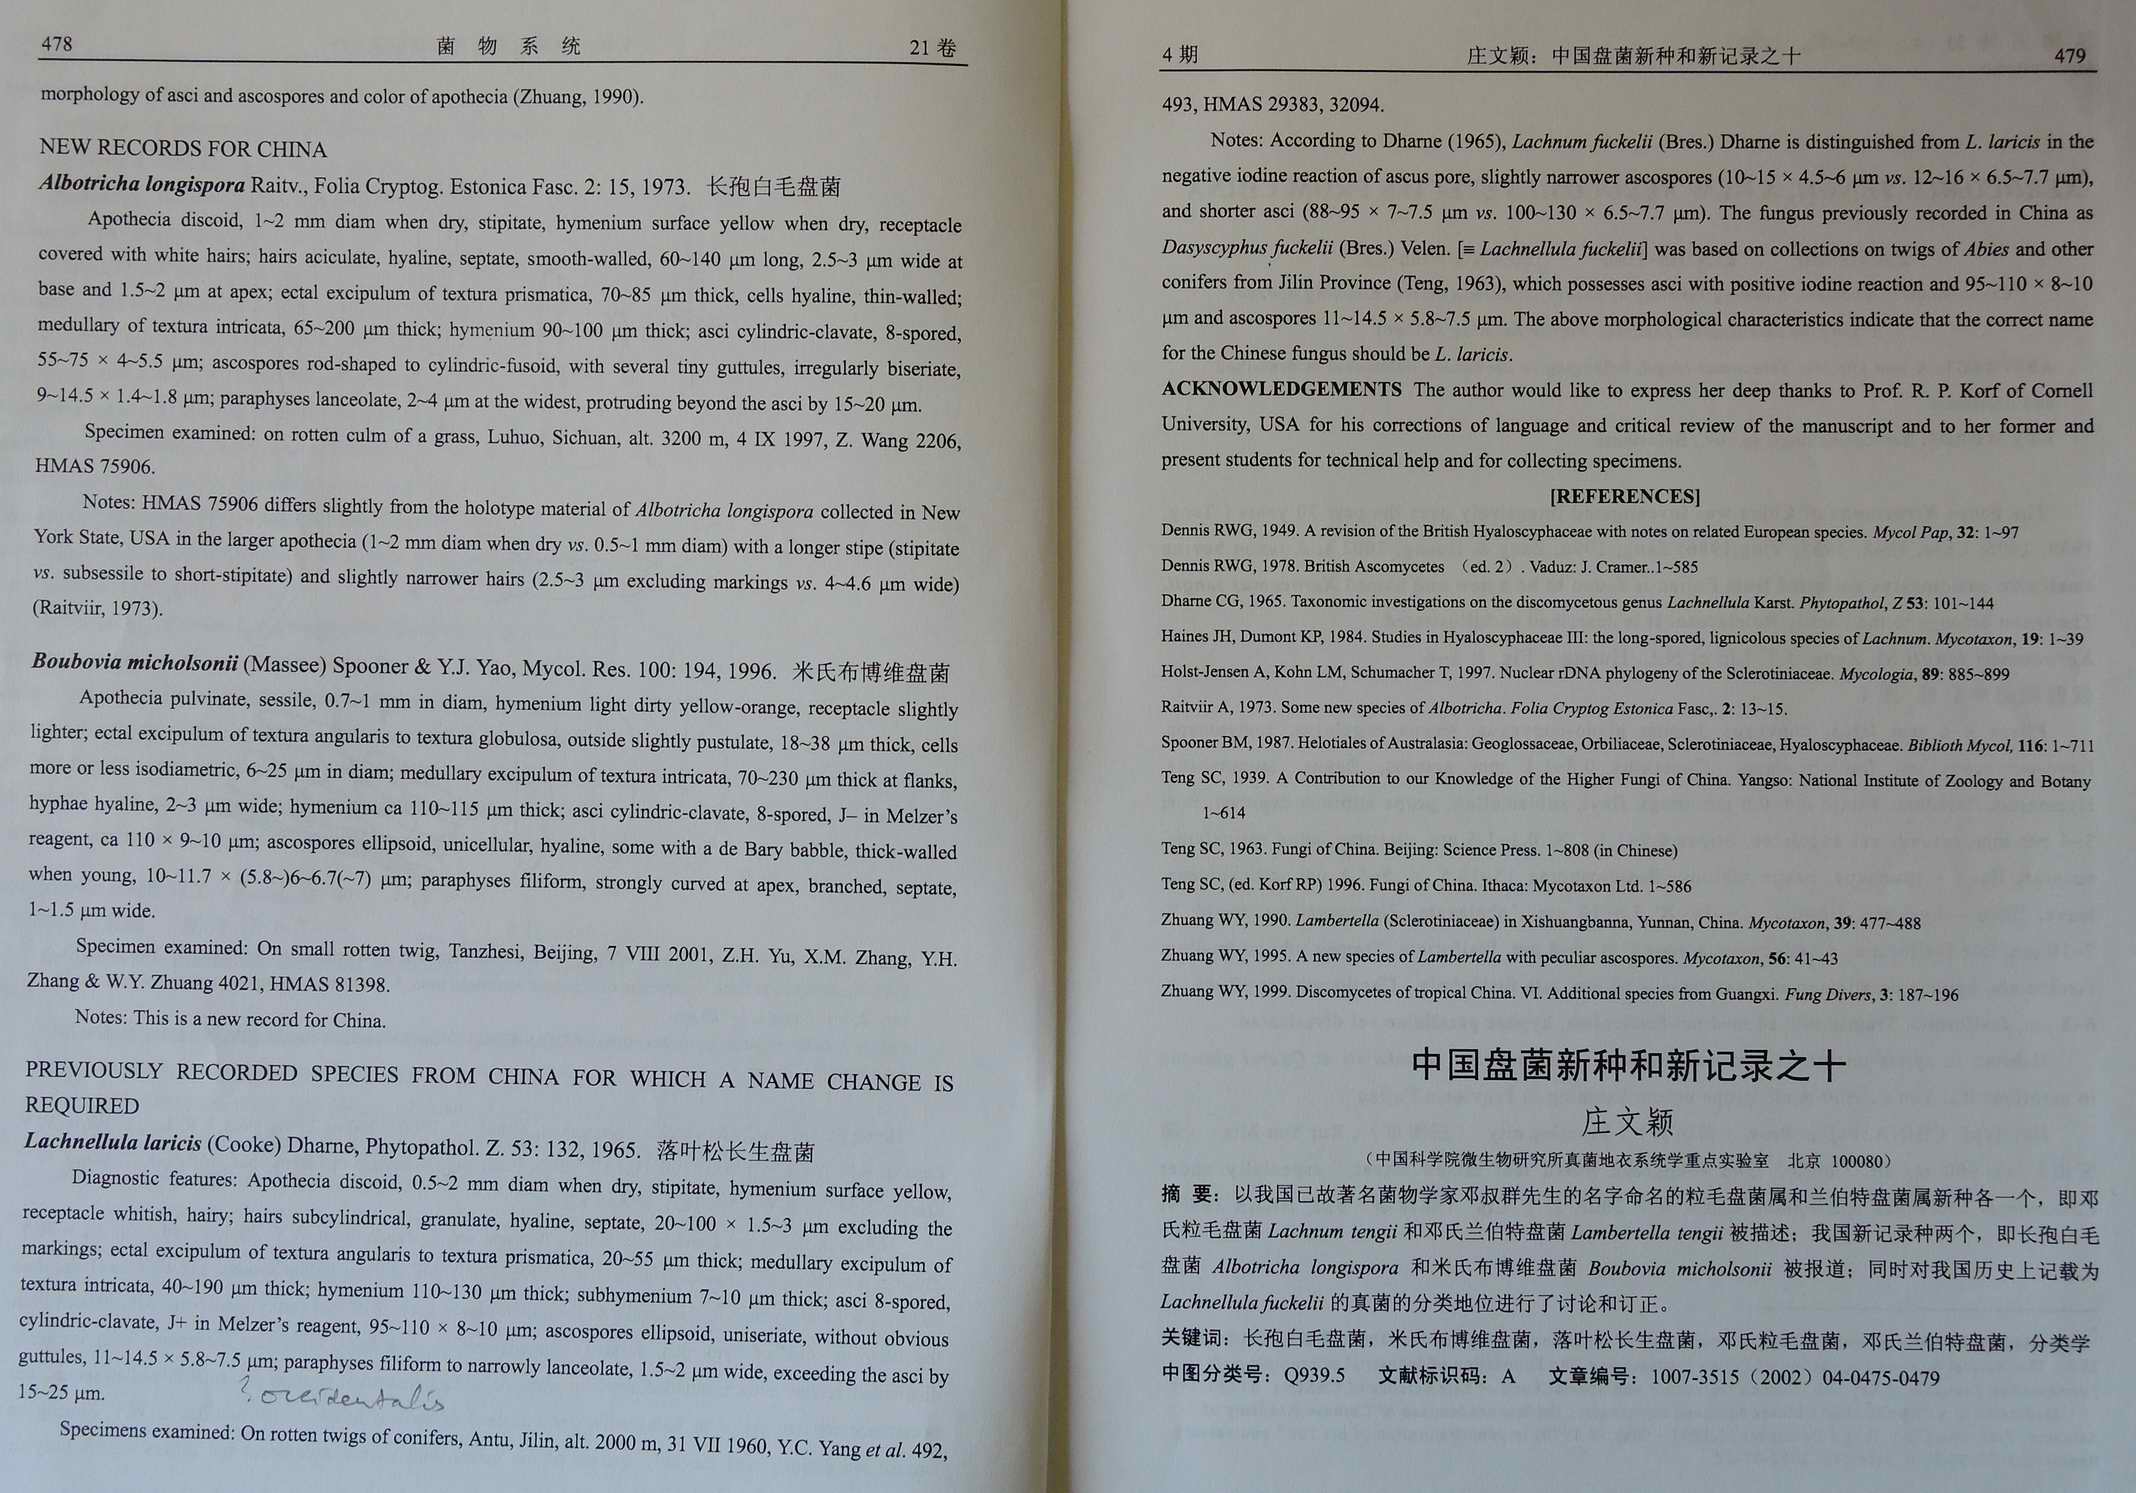 478 菌 物 系 统 21 卷
morphology of asci and ascospores and color of apothecia (Zhuang, 1990).
NEW RECORDS FOR CHINA
Albotricha longispora Raitv., Folia Cryptog. Estonica Fasc. 2: 15, 1973. 长孢白毛盘菌
Apothecia discoid, 1~2 mm diam when dry, stipitate, hymenium surface yellow when dry, receptacle
covered with white hairs; hairs aciculate, hyaline, septate, smooth-walled, 60~140 μm long, 2.5~3 μm wide at
base and 1.5~2 μm at apex; ectal excipulum of textura prismatica, 70~85 μm thick, cells hyaline, thin-walled;
medullary of textura intricata, 65~200 μm thick; hymenium 90~100 μm thick; asci cylindric-clavate, 8-spored,
55~75 × 4~5.5 μm; ascospores rod-shaped to cylindric-fusoid, with several tiny guttules, irregularly biseriate,
9~14.5 × 1.4~1.8 μm; paraphyses lanceolate, 2~4 μm at the widest, protruding beyond the asci by 15~20 μm.
Specimen examined: on rotten culm of a grass, Luhuo, Sichuan, alt. 3200 m, 4 IX 1997, Z. Wang 2206,
HMAS 75906.
Notes: HMAS 75906 differs slightly from the holotype material of Albotricha longispora collected in New
York State, USA in the larger apothecia (1~2 mm diam when dry vs. 0.5~1 mm diam) with a longer stipe (stipitate
vs. subsessile to short-stipitate) and slightly narrower hairs (2.5~3 μm excluding markings vs. 4~4.6 μm wide)
(Raitviir, 1973).
Boubovia micholsonii (Massee) Spooner & Y.J. Yao, Mycol. Res. 100: 194, 1996. 米氏布博维盘菌
Apothecia pulvinate, sessile, 0.7~1 mm in diam, hymenium light dirty yellow-orange, receptacle slightly
lighter; ectal excipulum of textura angularis to textura globulosa, outside slightly pustulate, 18~38 μm thick, cells
more or less isodiametric, 6~25 μm in diam; medullary excipulum of textura intricata, 70~230 μm thick at flanks,
hyphae hyaline, 2~3 μm wide; hymenium ca 110~115 μm thick; asci cylindric-clavate, 8-spored, J– in Melzer's
reagent, ca 110 × 9~10 μm; ascospores ellipsoid, unicellular, hyaline, some with a de Bary babble, thick-walled
when young, 10~11.7 × (5.8~)6~6.7(~7) μm; paraphyses filiform, strongly curved at apex, branched, septate,
1~1.5 μm wide.
Specimen examined: On small rotten twig, Tanzhesi, Beijing, 7 VIII 2001, Z.H. Yu, X.M. Zhang, Y.H.
Zhang & W.Y. Zhuang 4021, HMAS 81398.
Notes: This is a new record for China.
PREVIOUSLY RECORDED SPECIES FROM CHINA FOR WHICH A NAME CHANGE IS
REQUIRED
Lachnellula laricis (Cooke) Dharne, Phytopathol. Z. 53: 132, 1965. 落叶松长生盘菌
Diagnostic features: Apothecia discoid, 0.5~2 mm diam when dry, stipitate, hymenium surface yellow,
receptacle whitish, hairy; hairs subcylindrical, granulate, hyaline, septate, 20~100 × 1.5~3 μm excluding the
markings; ectal excipulum of textura angularis to textura prismatica, 20~55 μm thick; medullary excipulum of
textura intricata, 40~190 μm thick; hymenium 110~130 μm thick; subhymenium 7~10 μm thick; asci 8-spored,
cylindric-clavate, J+ in Melzer's reagent, 95~110 × 8~10 μm; ascospores ellipsoid, uniseriate, without obvious
guttules, 11~14.5 × 5.8~7.5 μm; paraphyses filiform to narrowly lanceolate, 1.5~2 μm wide, exceeding the asci by
15~25 μm.
? occidentalis
Specimens examined: On rotten twigs of conifers, Antu, Jilin, alt. 2000 m, 31 VII 1960, Y.C. Yang et al. 492,
4 期 庄文颖：中国盘菌新种和新记录之十 479
493, HMAS 29383, 32094.
Notes: According to Dharne (1965), Lachnum fuckelii (Bres.) Dharne is distinguished from L. laricis in the
negative iodine reaction of ascus pore, slightly narrower ascospores (10~15 × 4.5~6 μm vs. 12~16 × 6.5~7.7 μm),
and shorter asci (88~95 × 7~7.5 μm vs. 100~130 × 6.5~7.7 μm). The fungus previously recorded in China as
Dasyscyphus fuckelii (Bres.) Velen. [≡ Lachnellula fuckelii] was based on collections on twigs of Abies and other
conifers from Jilin Province (Teng, 1963), which possesses asci with positive iodine reaction and 95~110 × 8~10
μm and ascospores 11~14.5 × 5.8~7.5 μm. The above morphological characteristics indicate that the correct name
for the Chinese fungus should be L. laricis.
ACKNOWLEDGEMENTS The author would like to express her deep thanks to Prof. R. P. Korf of Cornell
University, USA for his corrections of language and critical review of the manuscript and to her former and
present students for technical help and for collecting specimens.
[REFERENCES]
Dennis RWG, 1949. A revision of the British Hyaloscyphaceae with notes on related European species. Mycol Pap, 32: 1~97
Dennis RWG, 1978. British Ascomycetes （ed. 2）. Vaduz: J. Cramer..1~585
Dharne CG, 1965. Taxonomic investigations on the discomycetous genus Lachnellula Karst. Phytopathol, Z 53: 101~144
Haines JH, Dumont KP, 1984. Studies in Hyaloscyphaceae III: the long-spored, lignicolous species of Lachnum. Mycotaxon, 19: 1~39
Holst-Jensen A, Kohn LM, Schumacher T, 1997. Nuclear rDNA phylogeny of the Sclerotiniaceae. Mycologia, 89: 885~899
Raitviir A, 1973. Some new species of Albotricha. Folia Cryptog Estonica Fasc,. 2: 13~15.
Spooner BM, 1987. Helotiales of Australasia: Geoglossaceae, Orbiliaceae, Sclerotiniaceae, Hyaloscyphaceae. Biblioth Mycol, 116: 1~711
Teng SC, 1939. A Contribution to our Knowledge of the Higher Fungi of China. Yangso: National Institute of Zoology and Botany
1~614
Teng SC, 1963. Fungi of China. Beijing: Science Press. 1~808 (in Chinese)
Teng SC, (ed. Korf RP) 1996. Fungi of China. Ithaca: Mycotaxon Ltd. 1~586
Zhuang WY, 1990. Lambertella (Sclerotiniaceae) in Xishuangbanna, Yunnan, China. Mycotaxon, 39: 477~488
Zhuang WY, 1995. A new species of Lambertella with peculiar ascospores. Mycotaxon, 56: 41~43
Zhuang WY, 1999. Discomycetes of tropical China. VI. Additional species from Guangxi. Fung Divers, 3: 187~196
中国盘菌新种和新记录之十
庄文颖
（中国科学院微生物研究所真菌地衣系统学重点实验室 北京 100080）
摘 要：以我国已故著名菌物学家邓叔群先生的名字命名的粒毛盘菌属和兰伯特盘菌属新种各一个，即邓
氏粒毛盘菌 Lachnum tengii 和邓氏兰伯特盘菌 Lambertella tengii 被描述；我国新记录种两个，即长孢白毛
盘菌 Albotricha longispora 和米氏布博维盘菌 Boubovia micholsonii 被报道；同时对我国历史上记载为
Lachnellula fuckelii 的真菌的分类地位进行了讨论和订正。
关键词：长孢白毛盘菌，米氏布博维盘菌，落叶松长生盘菌，邓氏粒毛盘菌，邓氏兰伯特盘菌，分类学
中图分类号：Q939.5 文献标识码：A 文章编号：1007-3515（2002）04-0475-0479